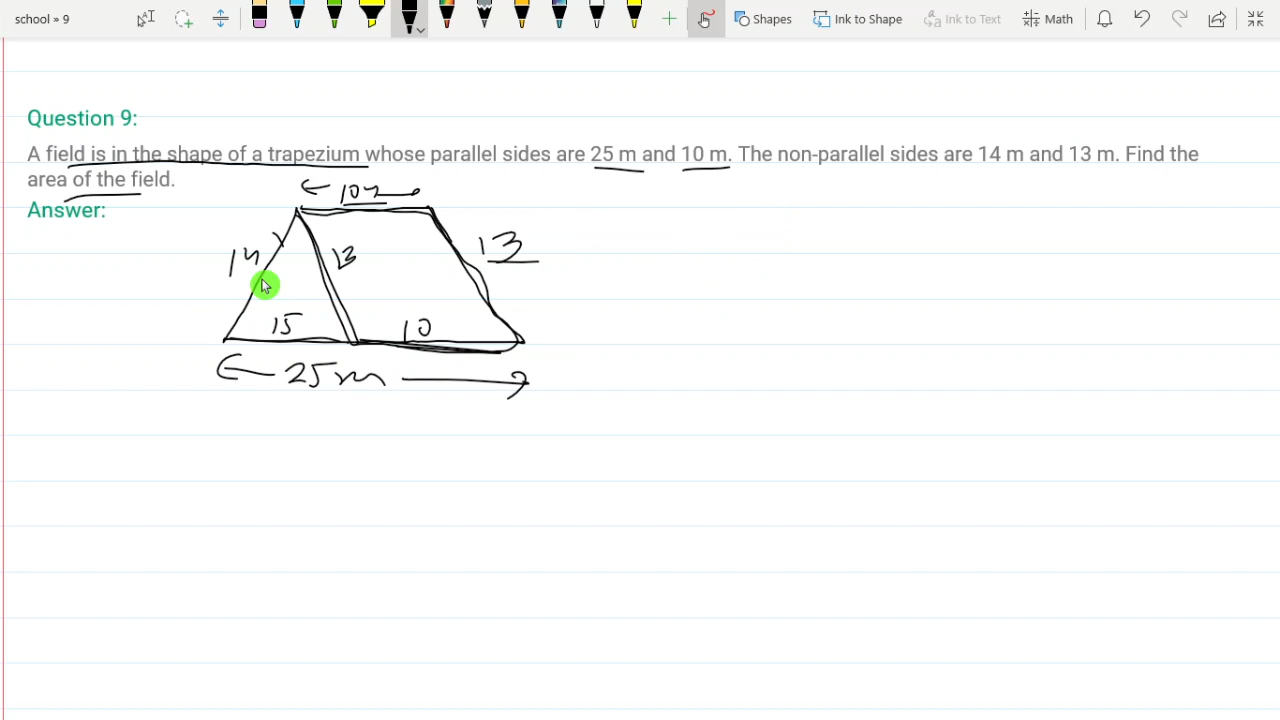 school » 9
Shapes
Ink to Shape
Ink to Text
Math
Question 9:
A field is in the shape of a trapezium whose parallel sides are 25 m and 10 m. The non-parallel sides are 14 m and 13 m. Find the
area of the field.
Answer:
14
13
13
15
10
25 m